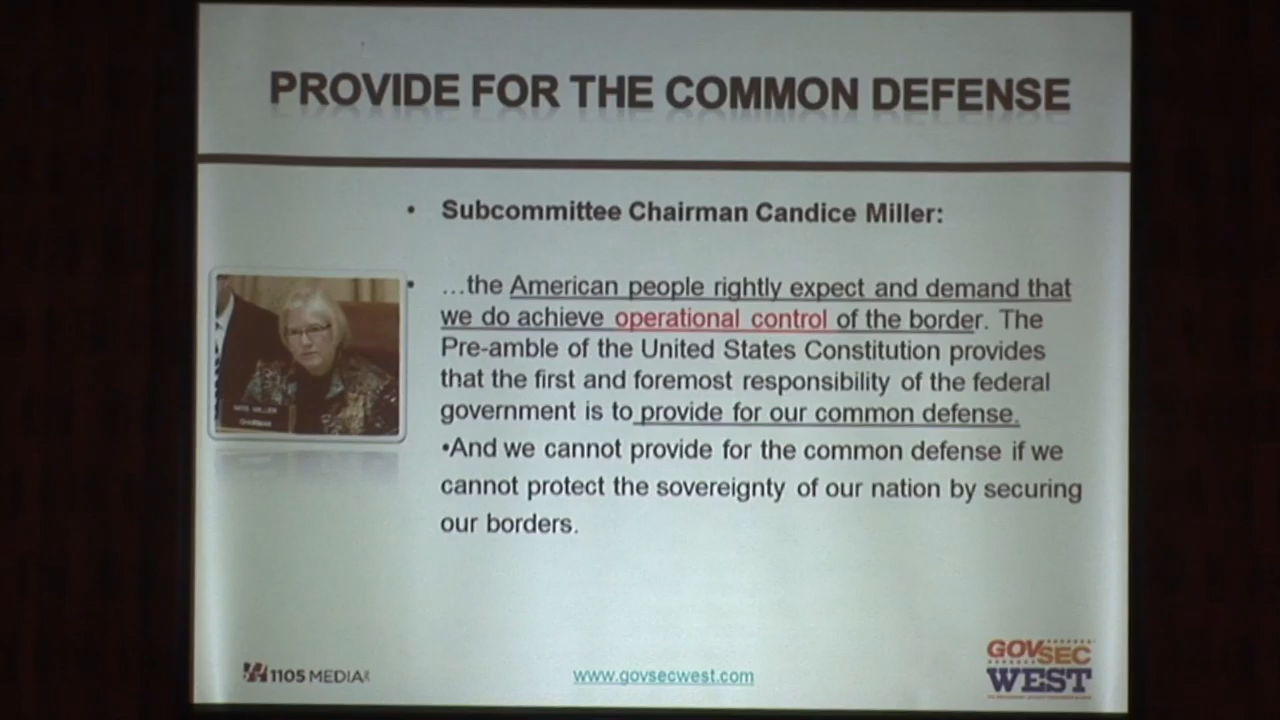 PROVIDE FOR THE COMMON DEFENSE
• Subcommittee Chairman Candice Miller:
• …the American people rightly expect and demand that
we do achieve operational control of the border. The
Pre-amble of the United States Constitution provides
that the first and foremost responsibility of the federal
government is to provide for our common defense.
•And we cannot provide for the common defense if we
cannot protect the sovereignty of our nation by securing
our borders.
MRS. MILLER
1105 MEDIA
www.govsecwest.com
GOVSEC
WEST